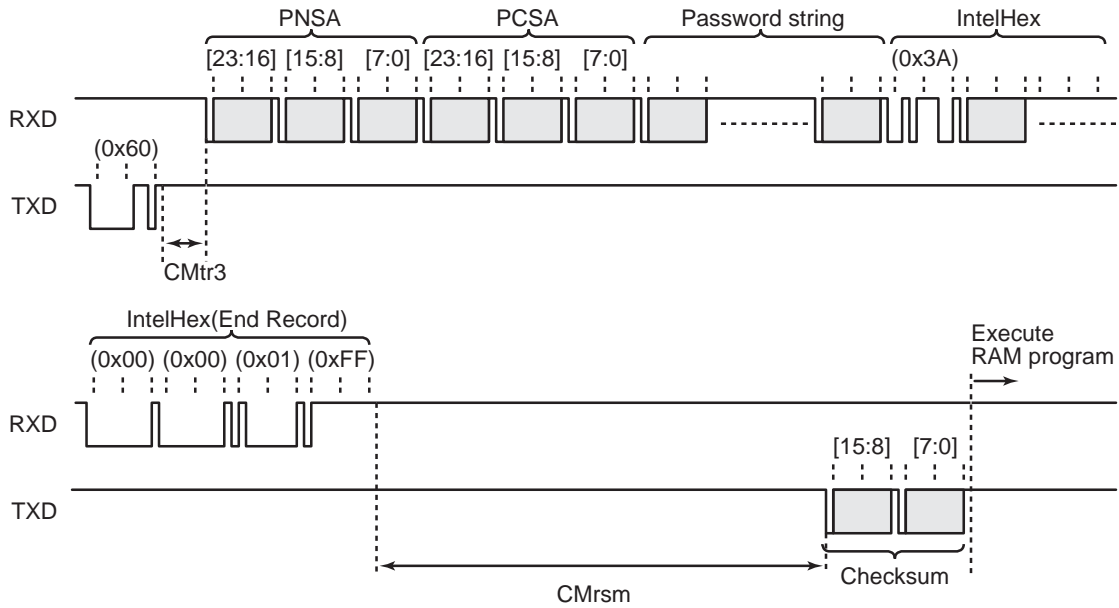 PNSA PCSA Password string IntelHex
[23:16] [15:8] [7:0] [23:16] [15:8] [7:0] (0x3A)
RXD
(0x60)
TXD
CMtr3
IntelHex(End Record)
(0x00) (0x00) (0x01) (0xFF)
Execute
RAM program
RXD
[15:8] [7:0]
TXD
Checksum
CMrsm